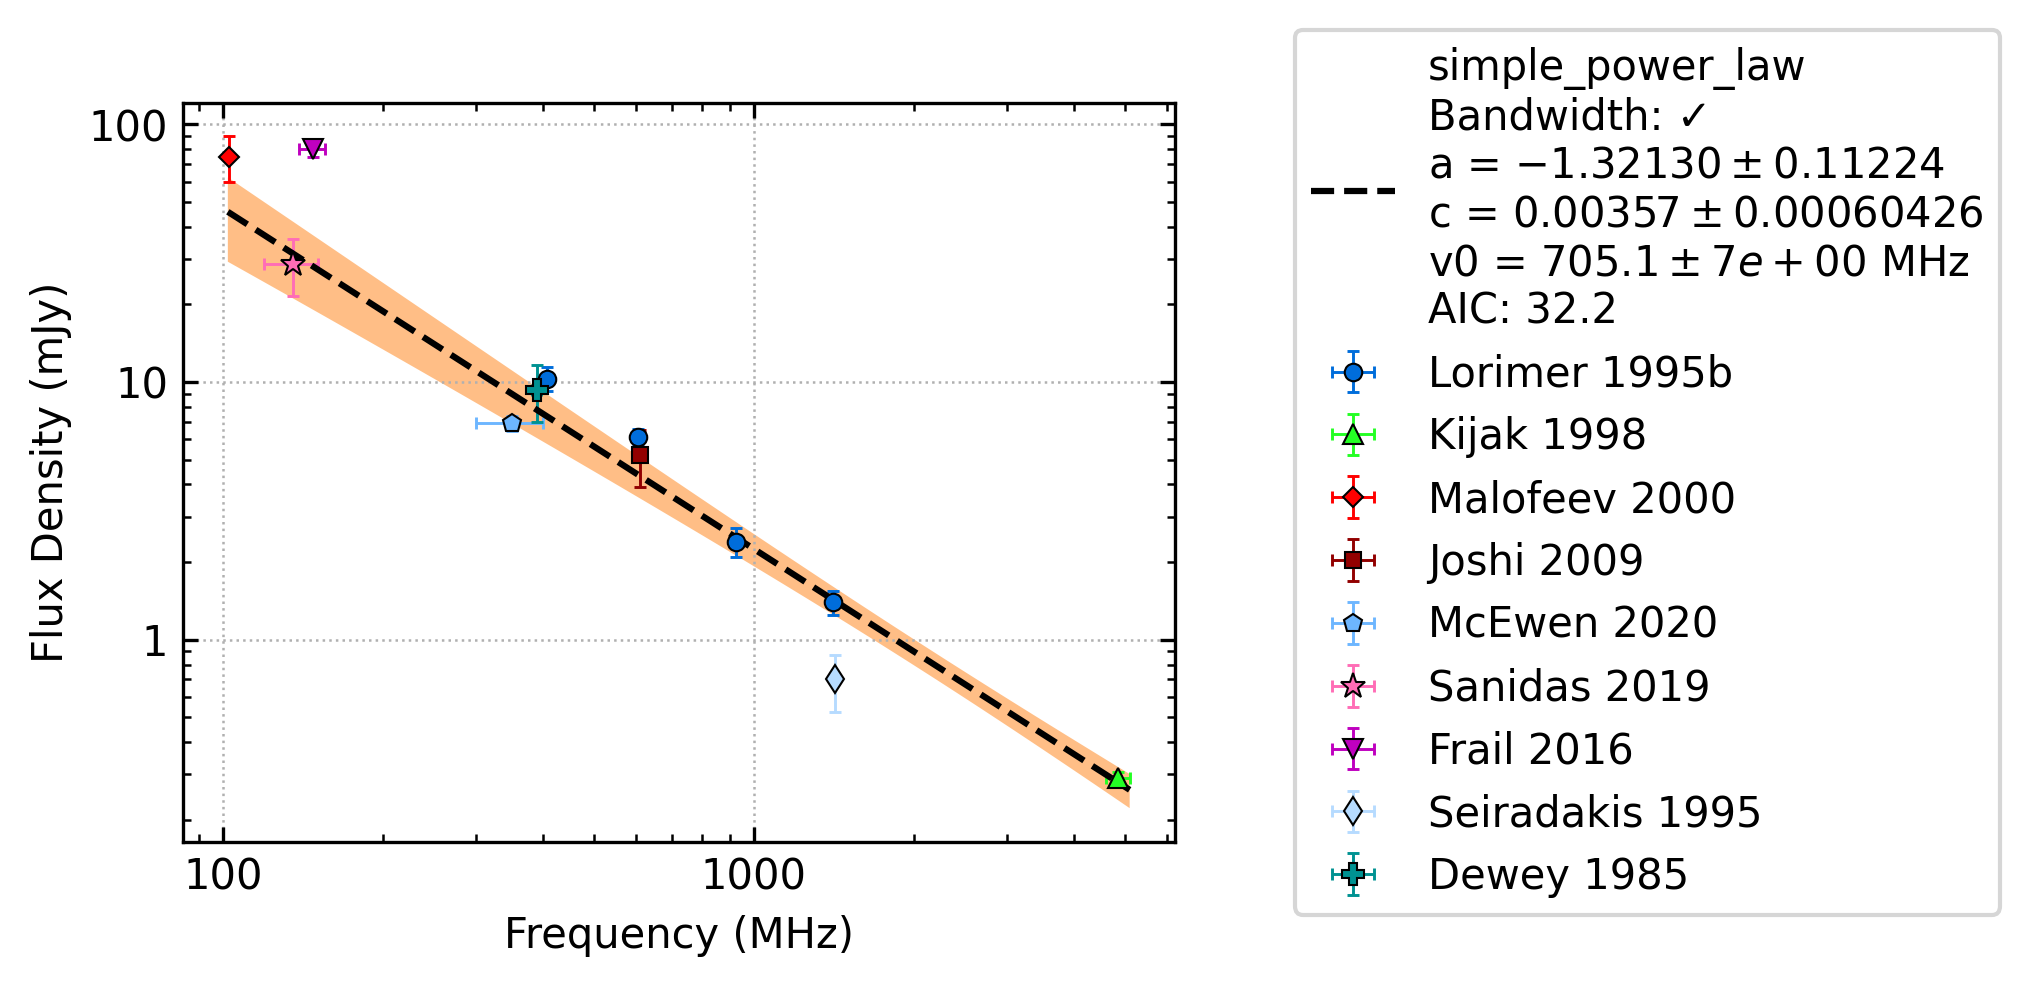 100
10
1
Flux Density (mJy)
100
1000
Frequency (MHz)
simple_power_law
Bandwidth: ✓
a = −1.32130 ± 0.11224
c = 0.00357 ± 0.00060426
v0 = 705.1 ± 7e + 00 MHz
AIC: 32.2
Lorimer 1995b
Kijak 1998
Malofeev 2000
Joshi 2009
McEwen 2020
Sanidas 2019
Frail 2016
Seiradakis 1995
Dewey 1985